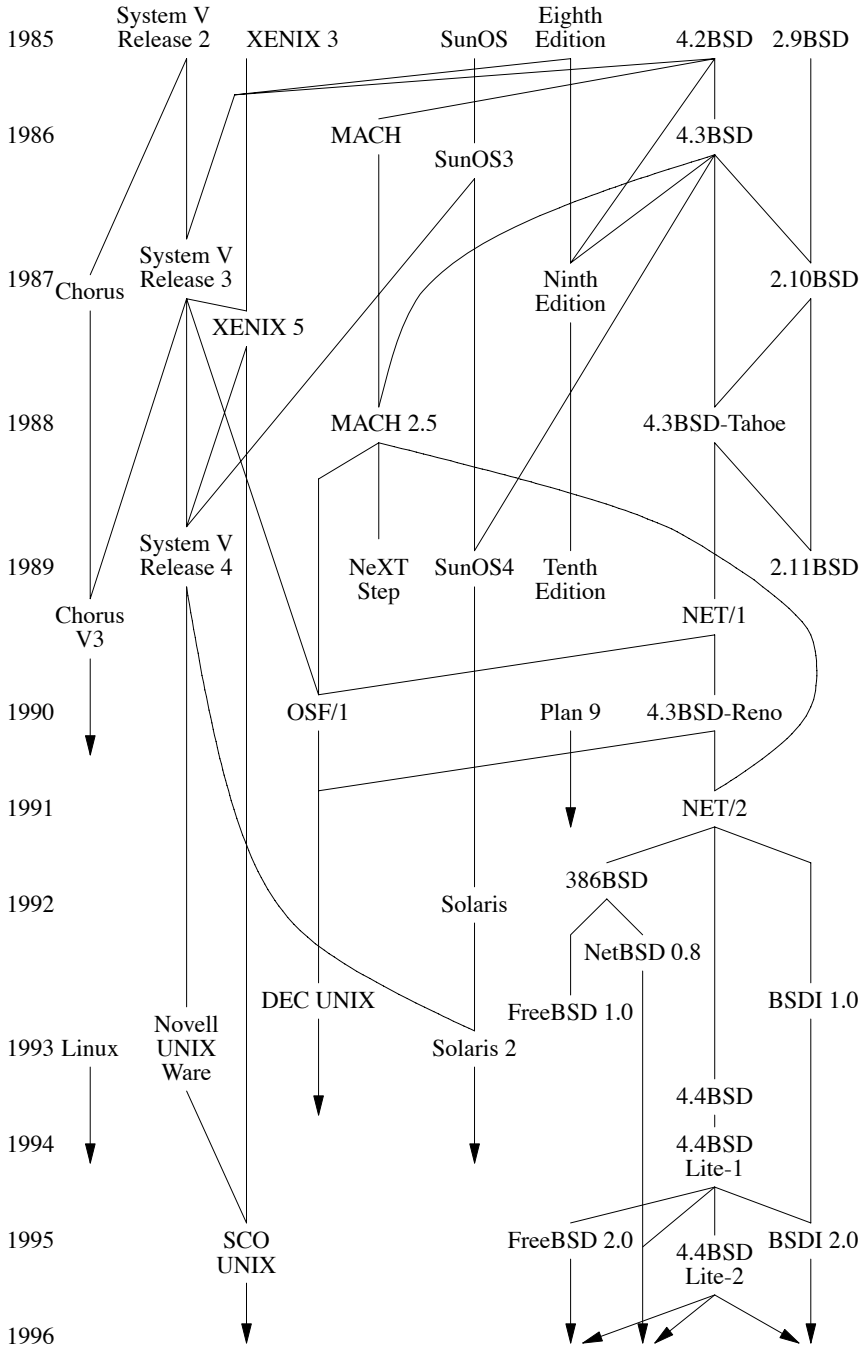 System V
Release 2
Eighth
Edition
1985
XENIX 3
SunOS
4.2BSD
2.9BSD
1986
MACH
4.3BSD
SunOS3
System V
Release 3
1987
Chorus
Ninth
Edition
2.10BSD
XENIX 5
1988
MACH 2.5
4.3BSD-Tahoe
System V
Release 4
1989
NeXT
Step
SunOS4
Tenth
Edition
2.11BSD
Chorus
V3
NET/1
1990
OSF/1
Plan 9
4.3BSD-Reno
1991
NET/2
386BSD
1992
Solaris
NetBSD 0.8
DEC UNIX
FreeBSD 1.0
BSDI 1.0
Novell
UNIX
Ware
1993
Linux
Solaris 2
4.4BSD
1994
4.4BSD
Lite-1
1995
SCO
UNIX
FreeBSD 2.0
4.4BSD
Lite-2
BSDI 2.0
1996